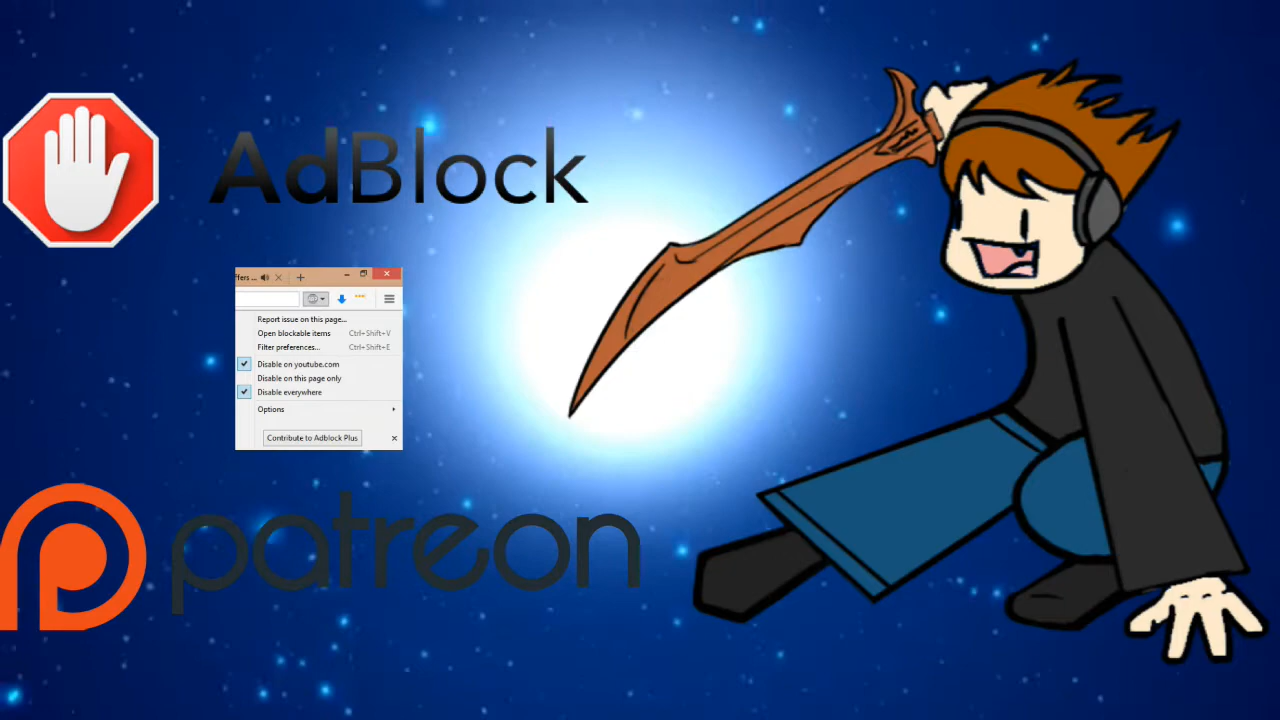 AdBlock
ffers ...
Report issue on this page...
Open blockable items Ctrl+Shift+V
Filter preferences... Ctrl+Shift+E
Disable on youtube.com
Disable on this page only
Disable everywhere
Options
Contribute to Adblock Plus
patreon